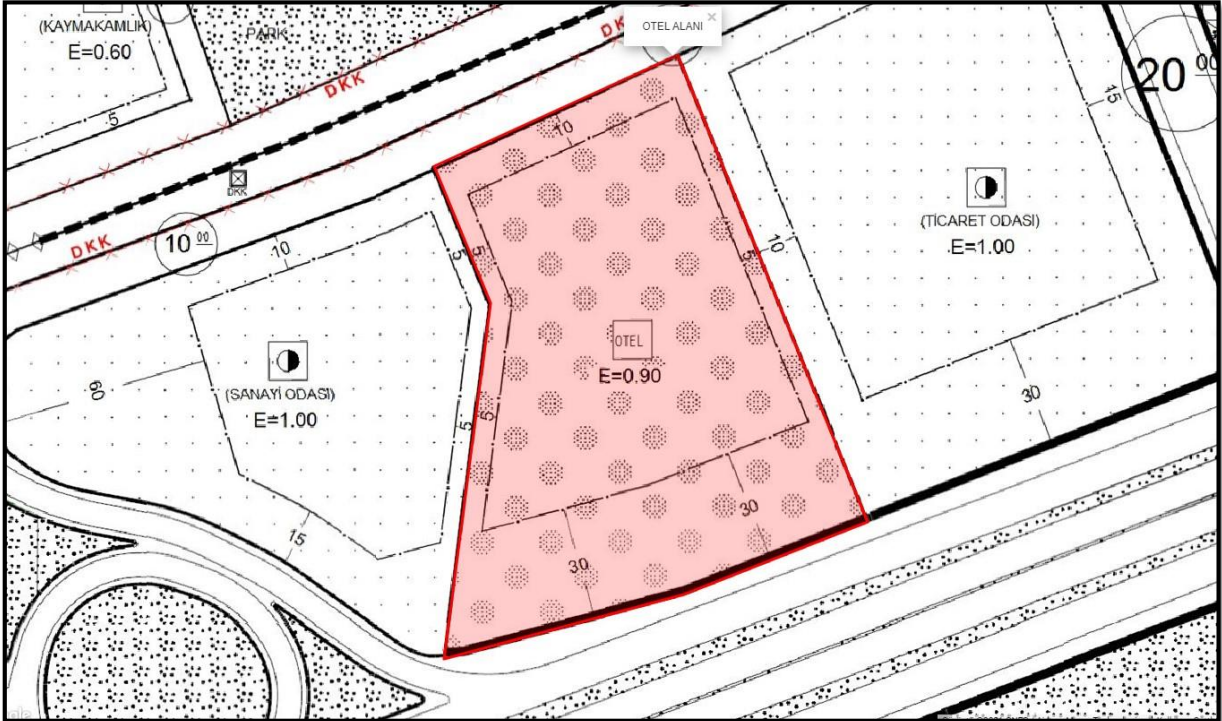 (KAYMAKAMLIK)
E=0.60
PARK
DKK
DKK
OTEL ALANI
×
20 00
15
5
DKK
DKK
10 00
10
10
10
5
5
5
(TİCARET ODASI)
E=1.00
OTEL
E=0.90
60
(SANAYİ ODASI)
E=1.00
5
5
30
15
30
30